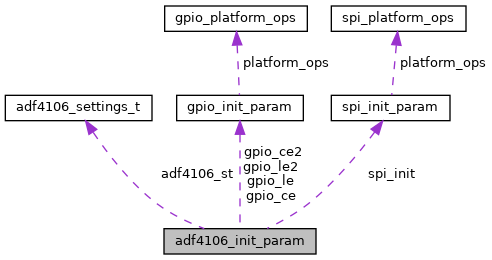 gpio_platform_ops
spi_platform_ops
platform_ops
platform_ops
adf4106_settings_t
gpio_init_param
spi_init_param
adf4106_st
gpio_ce2
gpio_le2
gpio_le
gpio_ce
spi_init
adf4106_init_param